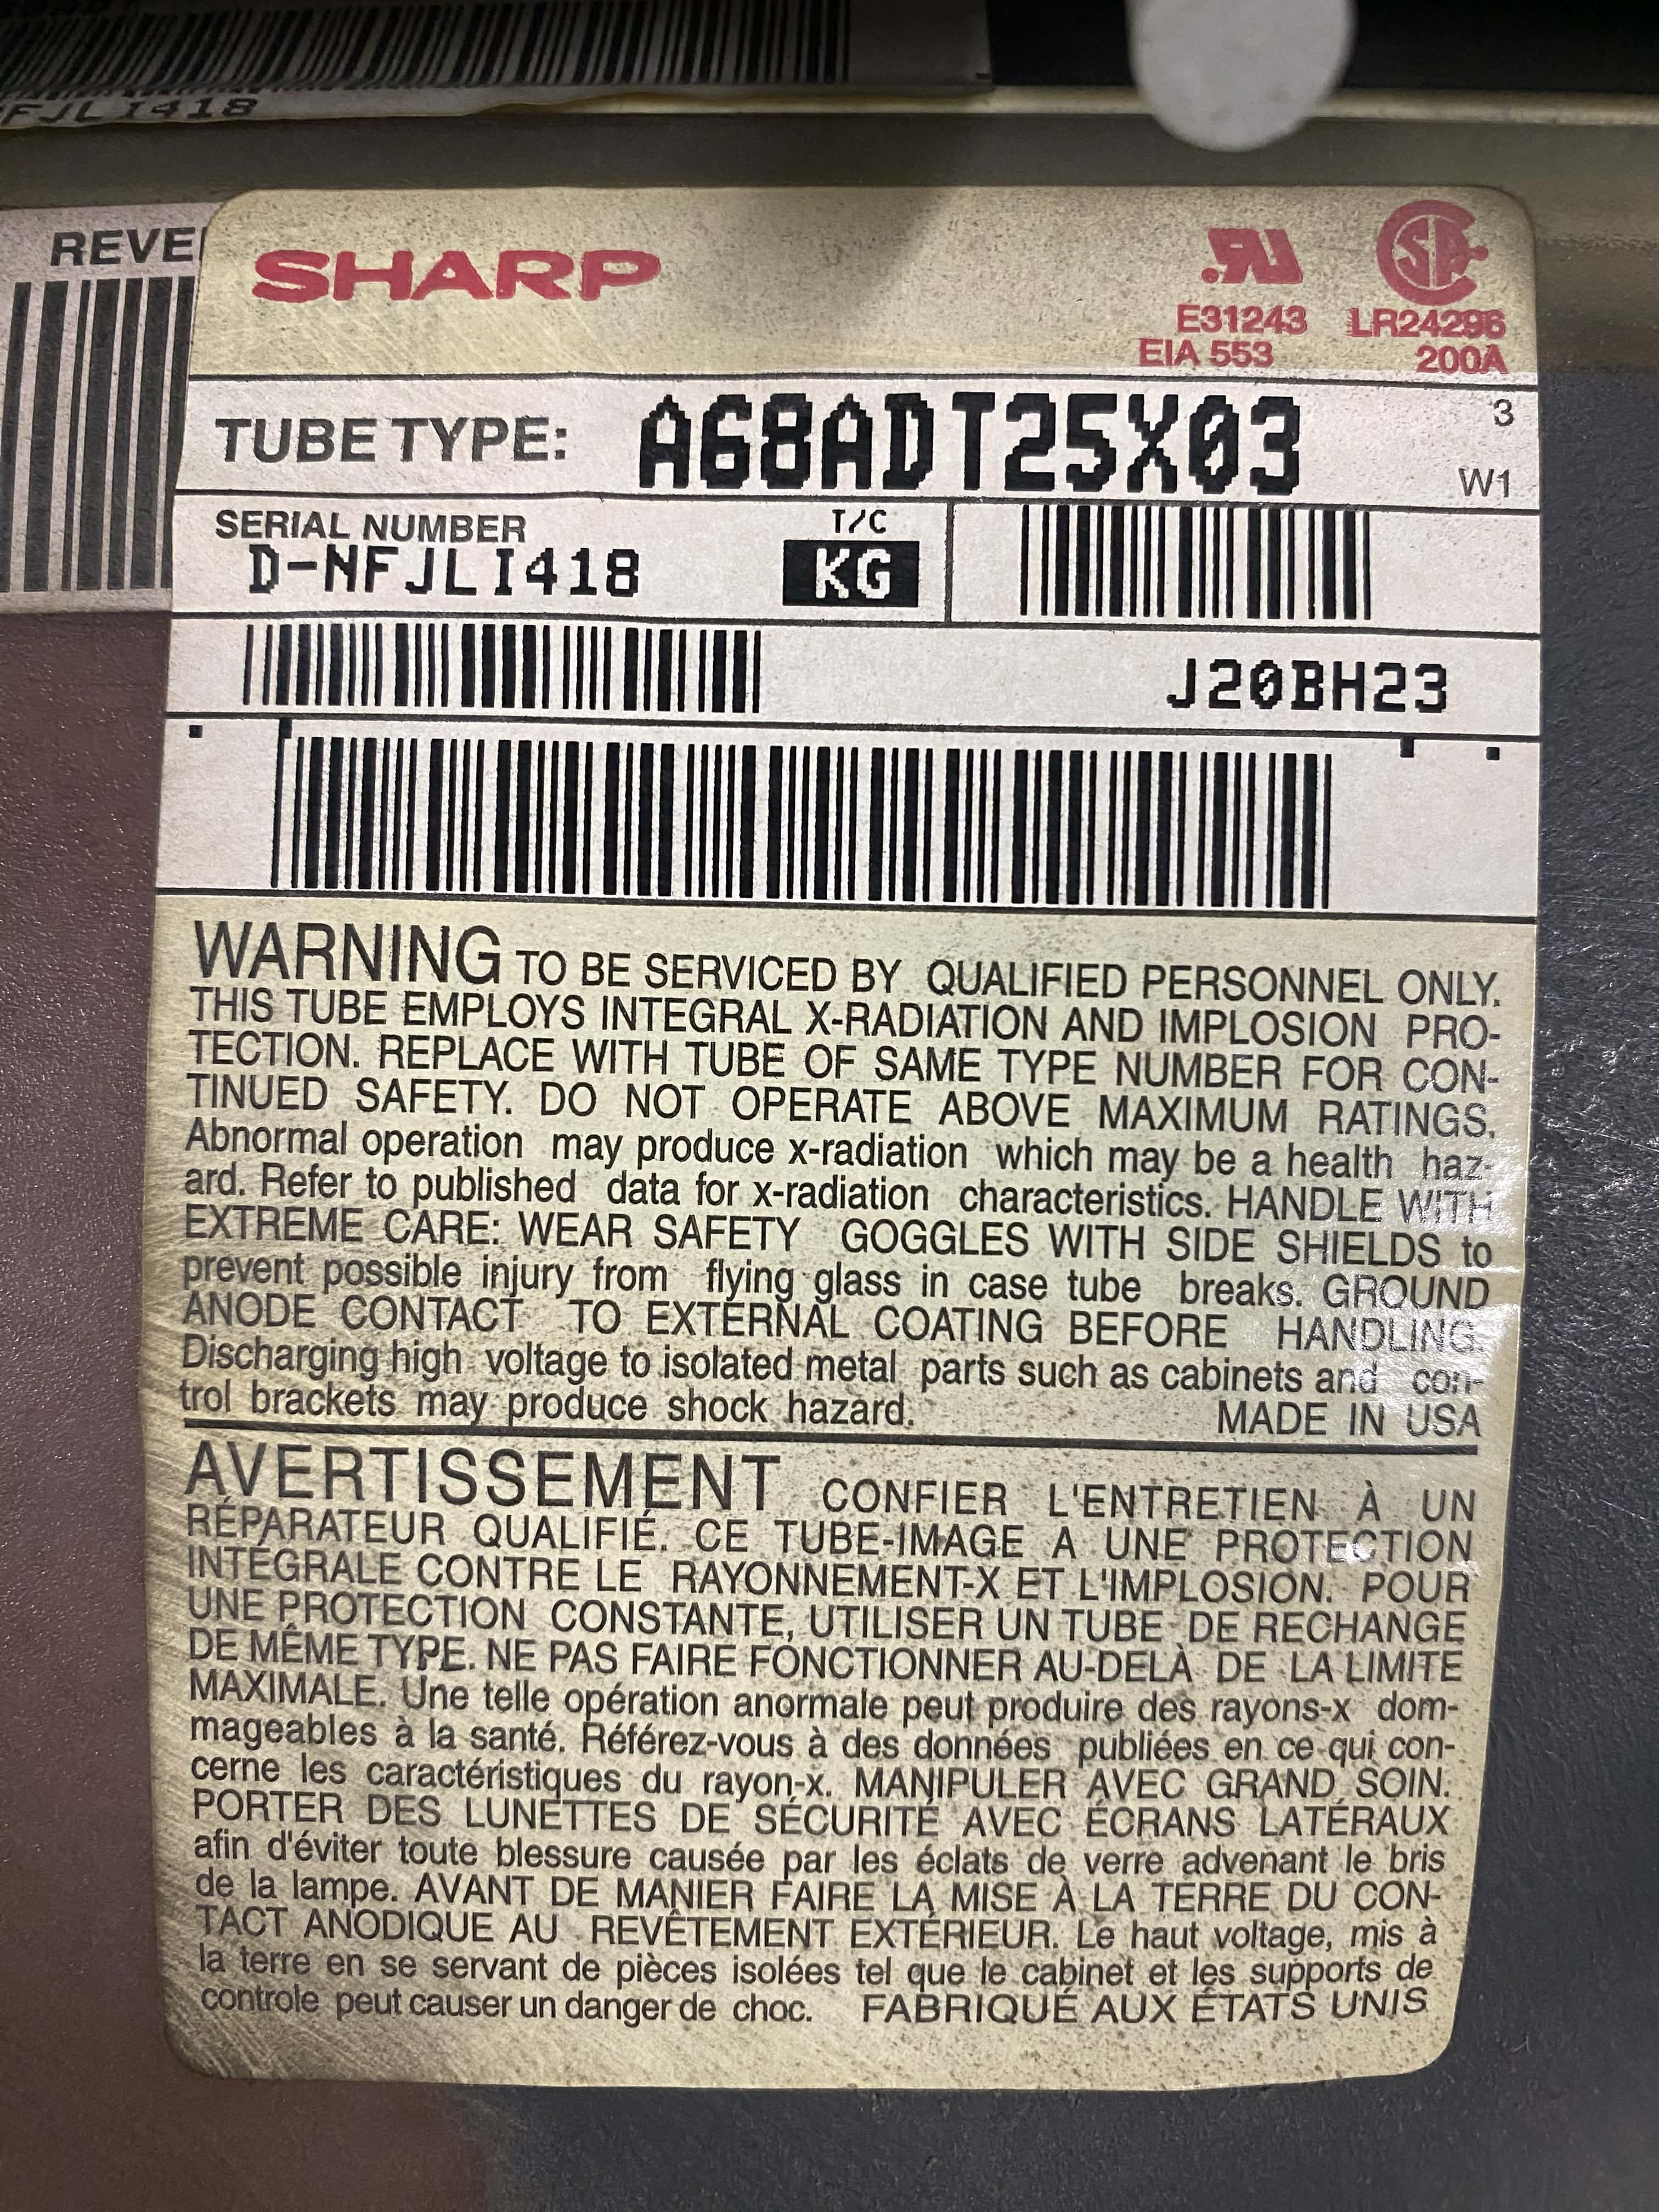 FJLI418
SHARP
E31243 LR24296
EIA 553 200A
TUBE TYPE: A68ADT25X03 3
W1
SERIAL NUMBER T/C
D-NFJLI418 KG
J20BH23
WARNING TO BE SERVICED BY QUALIFIED PERSONNEL ONLY.
THIS TUBE EMPLOYS INTEGRAL X-RADIATION AND IMPLOSION PRO-
TECTION. REPLACE WITH TUBE OF SAME TYPE NUMBER FOR CON-
TINUED SAFETY. DO NOT OPERATE ABOVE MAXIMUM RATINGS.
Abnormal operation may produce x-radiation which may be a health haz-
ard. Refer to published data for x-radiation characteristics. HANDLE WITH
EXTREME CARE: WEAR SAFETY GOGGLES WITH SIDE SHIELDS to
prevent possible injury from flying glass in case tube breaks. GROUND
ANODE CONTACT TO EXTERNAL COATING BEFORE HANDLING.
Discharging high voltage to isolated metal parts such as cabinets and con-
trol brackets may produce shock hazard. MADE IN USA
AVERTISSEMENT CONFIER L'ENTRETIEN À UN
RÉPARATEUR QUALIFIÉ. CE TUBE-IMAGE A UNE PROTECTION
INTÉGRALE CONTRE LE RAYONNEMENT-X ET L'IMPLOSION. POUR
UNE PROTECTION CONSTANTE, UTILISER UN TUBE DE RECHANGE
DE MÊME TYPE. NE PAS FAIRE FONCTIONNER AU-DELÀ DE LA LIMITE
MAXIMALE. Une telle opération anormale peut produire des rayons-x dom-
mageables à la santé. Référez-vous à des données publiées en ce qui con-
cerne les caractéristiques du rayon-x. MANIPULER AVEC GRAND SOIN.
PORTER DES LUNETTES DE SÉCURITÉ AVEC ÉCRANS LATÉRAUX
afin d'éviter toute blessure causée par les éclats de verre advenant le bris
de la lampe. AVANT DE MANIER FAIRE LA MISE À LA TERRE DU CON-
TACT ANODIQUE AU REVÊTEMENT EXTÉRIEUR. Le haut voltage, mis à
la terre en se servant de pièces isolées tel que le cabinet et les supports de
controle peut causer un danger de choc. FABRIQUÉ AUX ÉTATS UNIS